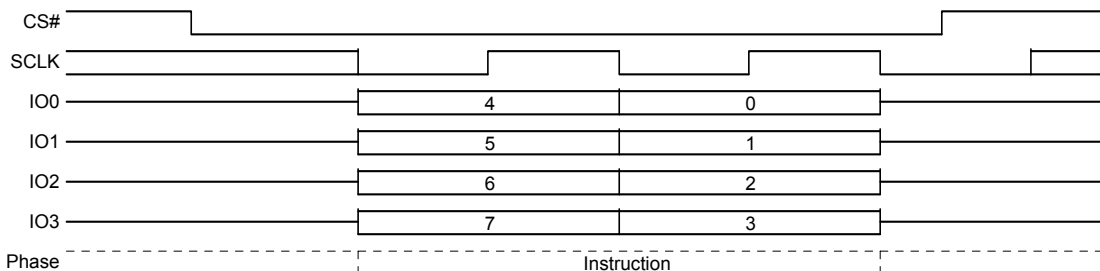 CS#
SCLK
IO0 4 0
IO1 5 1
IO2 6 2
IO3 7 3
Phase Instruction